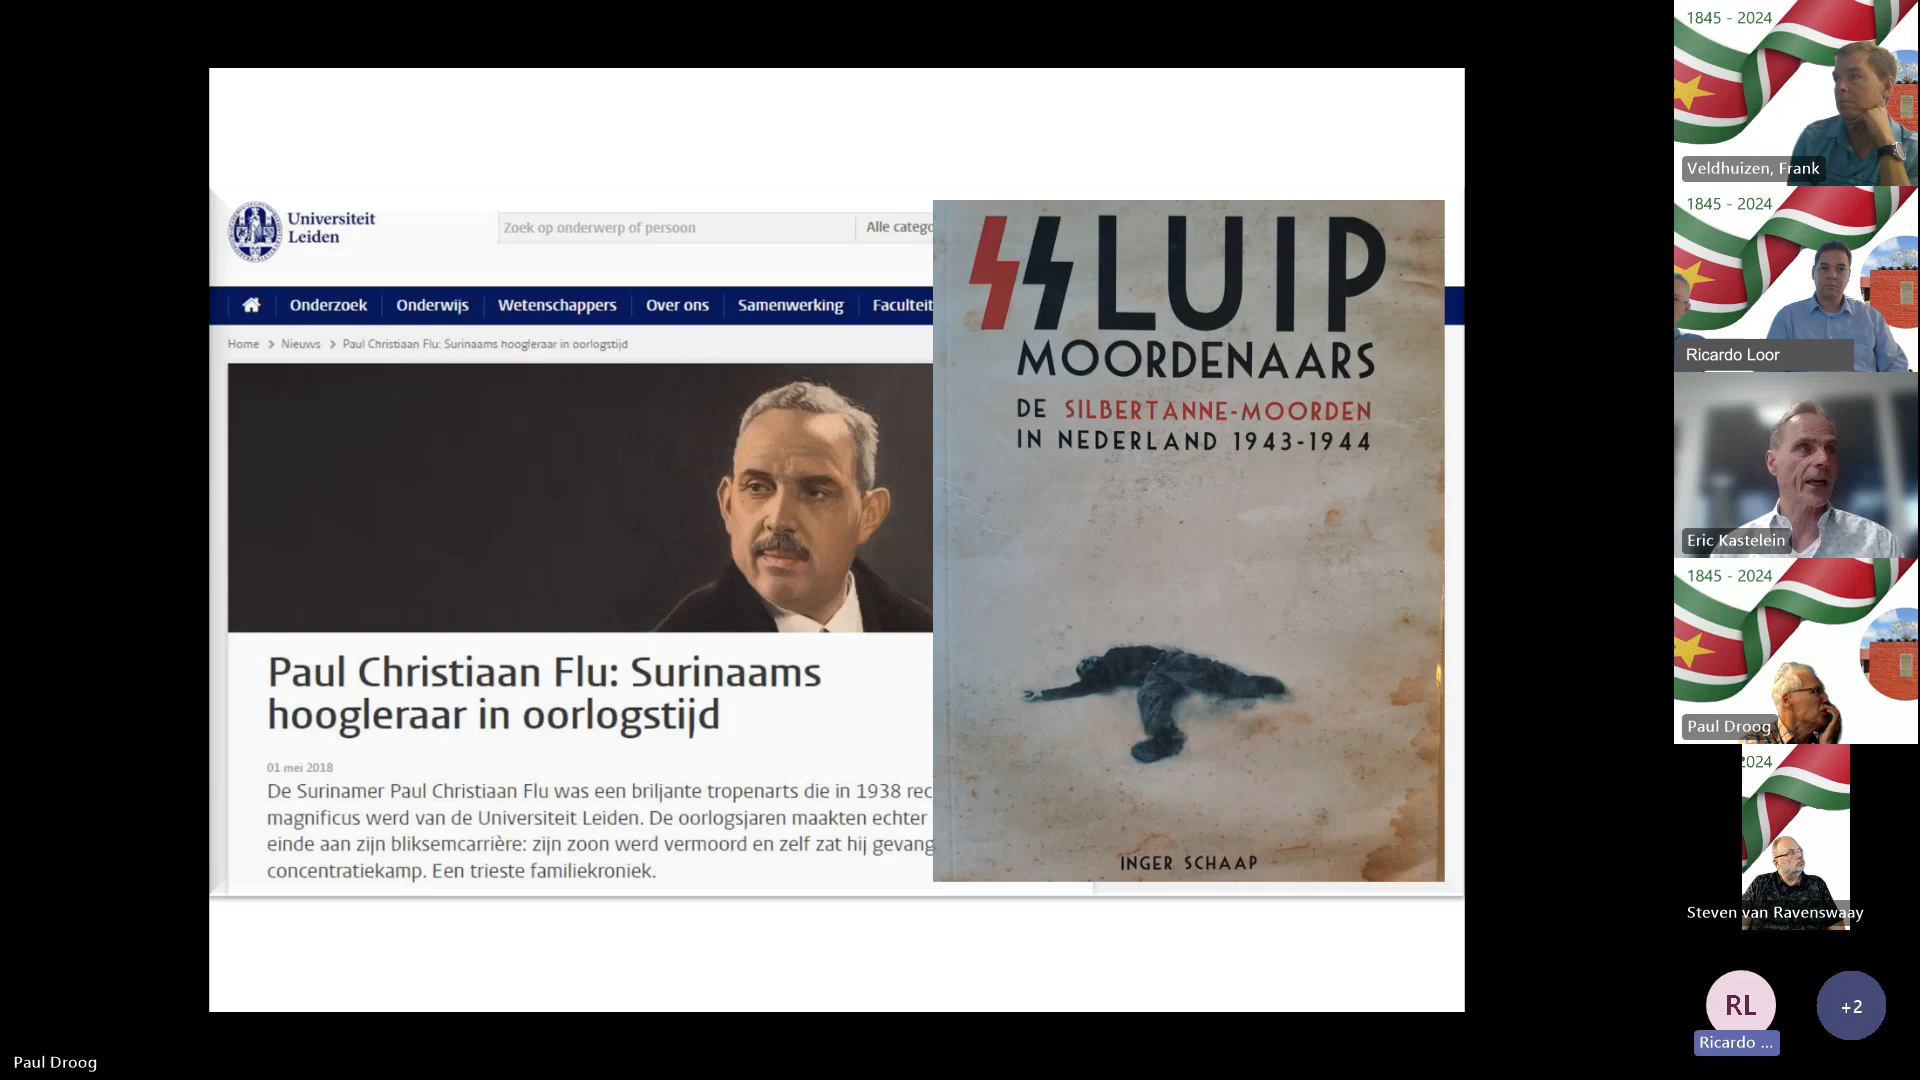 Universiteit
Leiden
Zoek op onderwerp of persoon
Alle catego
Onderzoek
Onderwijs
Wetenschappers
Over ons
Samenwerking
Faculteit
Home > Nieuws > Paul Christiaan Flu: Surinaams hoogleraar in oorlogstijd
Paul Christiaan Flu: Surinaams
hoogleraar in oorlogstijd
01 mei 2018
De Surinamer Paul Christiaan Flu was een briljante tropenarts die in 1938 rec
magnificus werd van de Universiteit Leiden. De oorlogsjaren maakten echter
einde aan zijn bliksemcarrière: zijn zoon werd vermoord en zelf zat hij gevang
concentratiekamp. Een trieste familiekroniek.
SSLUIP
MOORDENAARS
DE SILBERTANNE-MOORDEN
IN NEDERLAND 1943-1944
INGER SCHAAP
1845 - 2024
Veldhuizen, Frank
1845 - 2024
Ricardo Loor
Eric Kastelein
1845 - 2024
Paul Droog
2024
Steven van Ravenswaay
RL
Ricardo ...
+2
Paul Droog